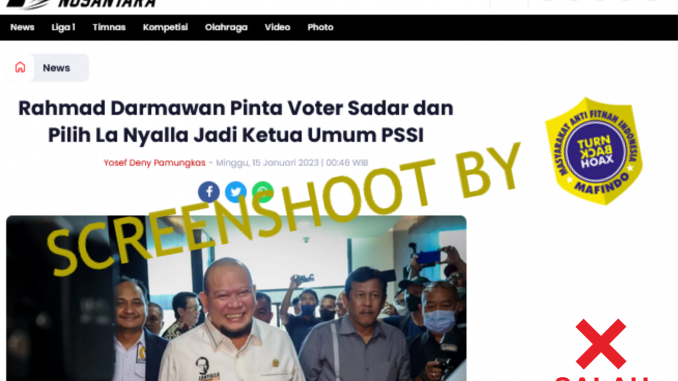 NUSANTARA
News Liga 1 Timnas Kompetisi Olahraga Video Photo
News
Rahmad Darmawan Pinta Voter Sadar dan
Pilih La Nyalla Jadi Ketua Umum PSSI
Yosef Deny Pamungkas - Minggu, 15 Januari 2023 | 00:46 WIB
SCREENSHOOT BY
MASYARAKAT ANTI FITNAH INDONESIA
TURN
BACK
HOAX
MAFINDO
LANYALLA
SALAH